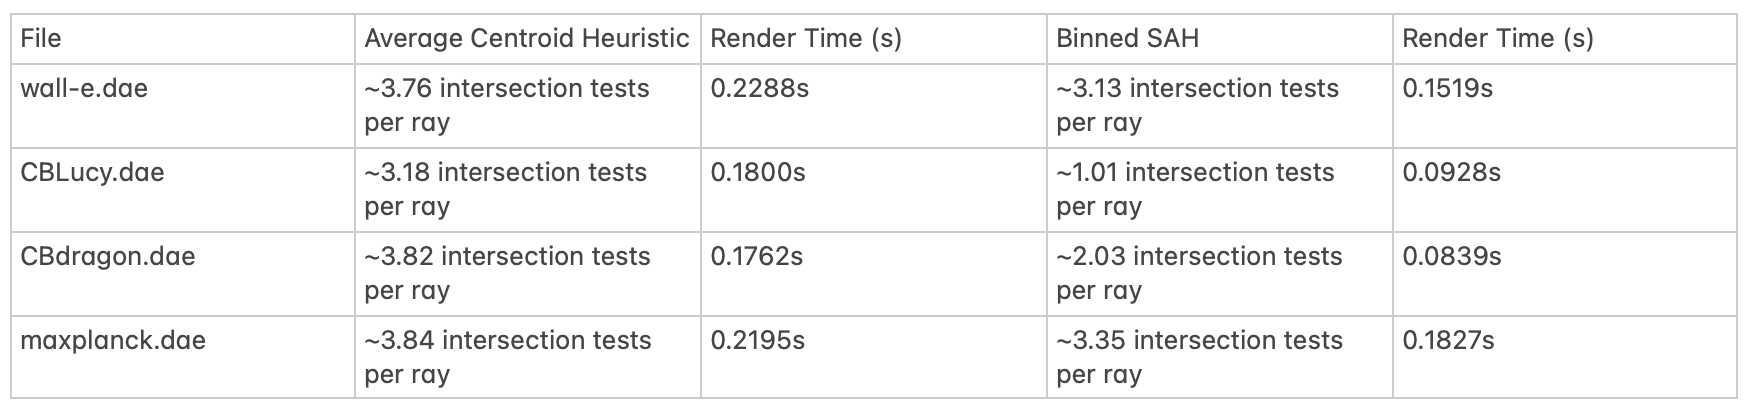 File Average Centroid Heuristic Render Time (s) Binned SAH Render Time (s)
wall-e.dae ~3.76 intersection tests 0.2288s ~3.13 intersection tests 0.1519s
per ray per ray
CBLucy.dae ~3.18 intersection tests 0.1800s ~1.01 intersection tests 0.0928s
per ray per ray
CBdragon.dae ~3.82 intersection tests 0.1762s ~2.03 intersection tests 0.0839s
per ray per ray
maxplanck.dae ~3.84 intersection tests 0.2195s ~3.35 intersection tests 0.1827s
per ray per ray